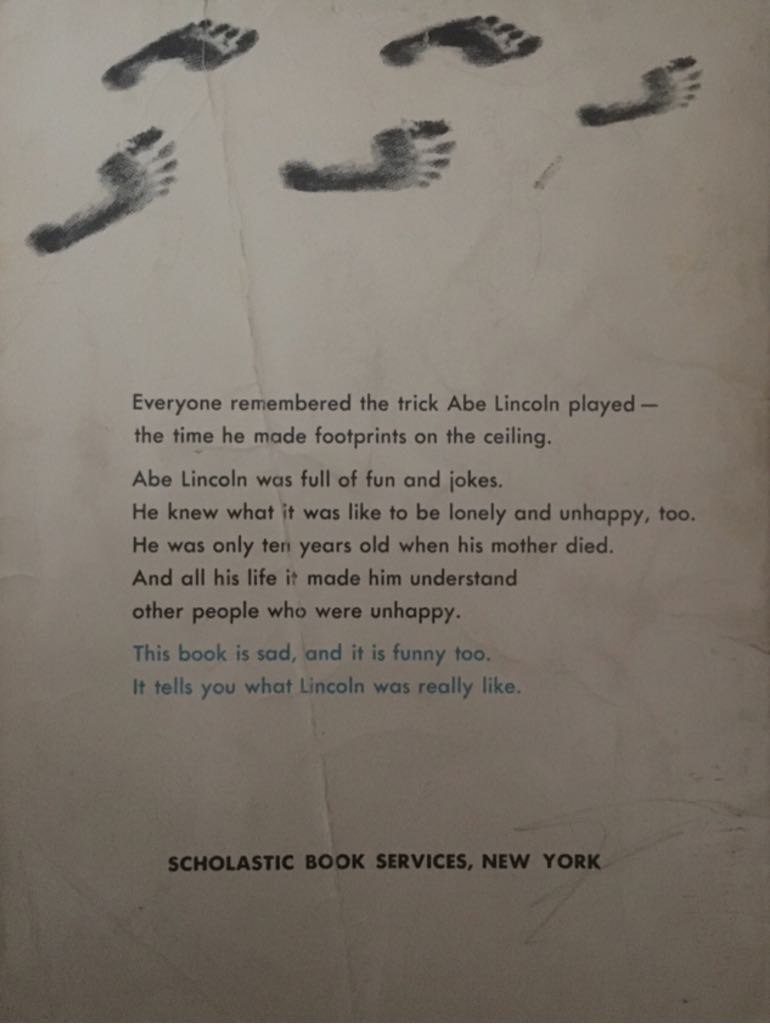 Everyone remembered the trick Abe Lincoln played —
the time he made footprints on the ceiling.
Abe Lincoln was full of fun and jokes.
He knew what it was like to be lonely and unhappy, too.
He was only ten years old when his mother died.
And all his life it made him understand
other people who were unhappy.
This book is sad, and it is funny too.
It tells you what Lincoln was really like.
SCHOLASTIC BOOK SERVICES, NEW YORK